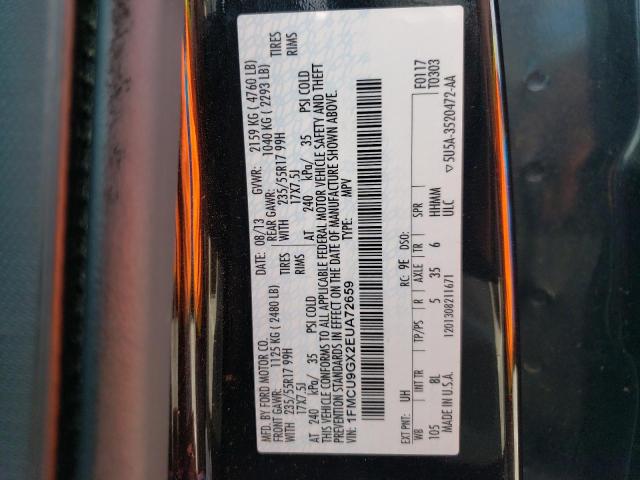 MFD. BY FORD MOTOR CO.
DATE: 08/13 GVWR: 2159 KG ( 4760 LB)
FRONT GAWR: 1125 KG ( 2480 LB) REAR GAWR: 1040 KG ( 2293 LB)
WITH 235/55R17 99H TIRES WITH 235/55R17 99H TIRES
17X7.5J RIMS 17X7.5J RIMS
AT 240 kPa/ 35 PSI COLD AT 240 kPa/ 35 PSI COLD
THIS VEHICLE CONFORMS TO ALL APPLICABLE FEDERAL MOTOR VEHICLE SAFETY AND THEFT
PREVENTION STANDARDS IN EFFECT ON THE DATE OF MANUFACTURE SHOWN ABOVE.
VIN: 1FMCU9GX2EUA72659 TYPE: MPV
EXT PNT: UH RC: 9E DSO: F0117
WB INT TR TP/PS R AXLE TR SPR T0303
105 8L 5 35 6 HHMM
MADE IN U.S.A. ULC
1201308211671 ▽5U5A-3520472-AA